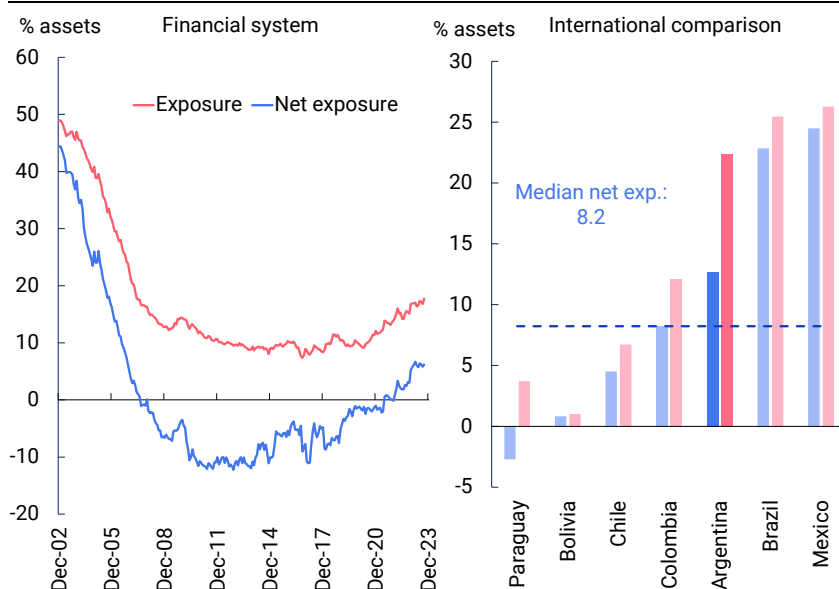 % assets
Financial system
60
50
40
30
20
10
0
-10
-20
Exposure
Net exposure
Dec-02
Dec-05
Dec-08
Dec-11
Dec-14
Dec-17
Dec-20
Dec-23
% assets
International comparison
30
25
20
15
10
5
0
-5
Median net exp.:
8.2
Paraguay
Bolivia
Chile
Colombia
Argentina
Brazil
Mexico